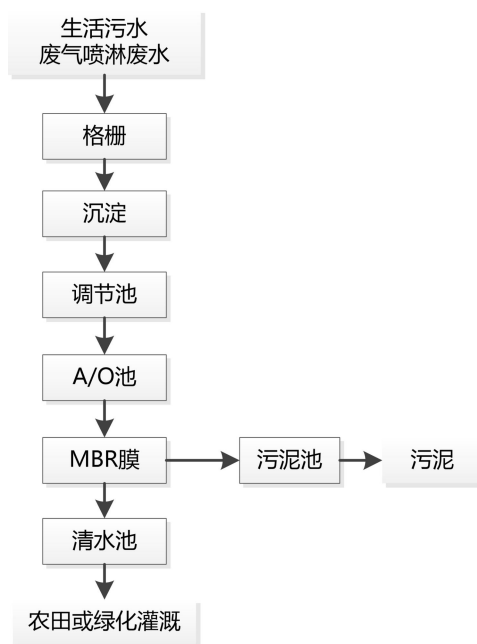 生活污水
废气喷淋废水
格栅
沉淀
调节池
A/O池
MBR膜
污泥池
污泥
清水池
农田或绿化灌溉